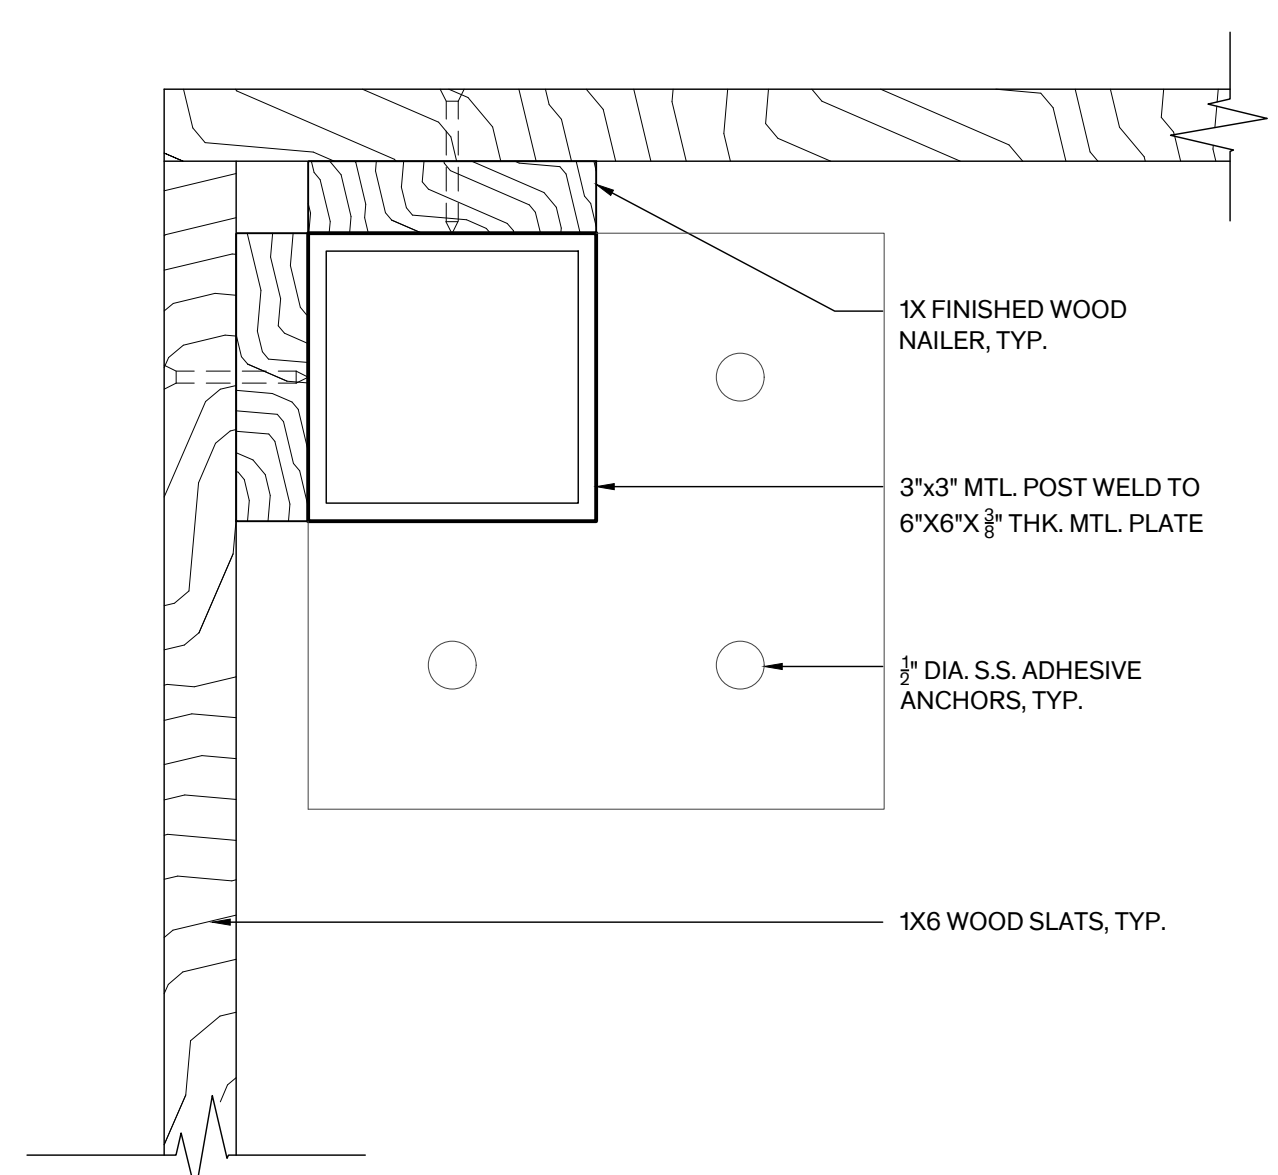 1X FINISHED WOOD
NAILER, TYP.
3"x3" MTL. POST WELD TO
6"X6"X 3/8" THK. MTL. PLATE
1/2" DIA. S.S. ADHESIVE
ANCHORS, TYP.
1X6 WOOD SLATS, TYP.